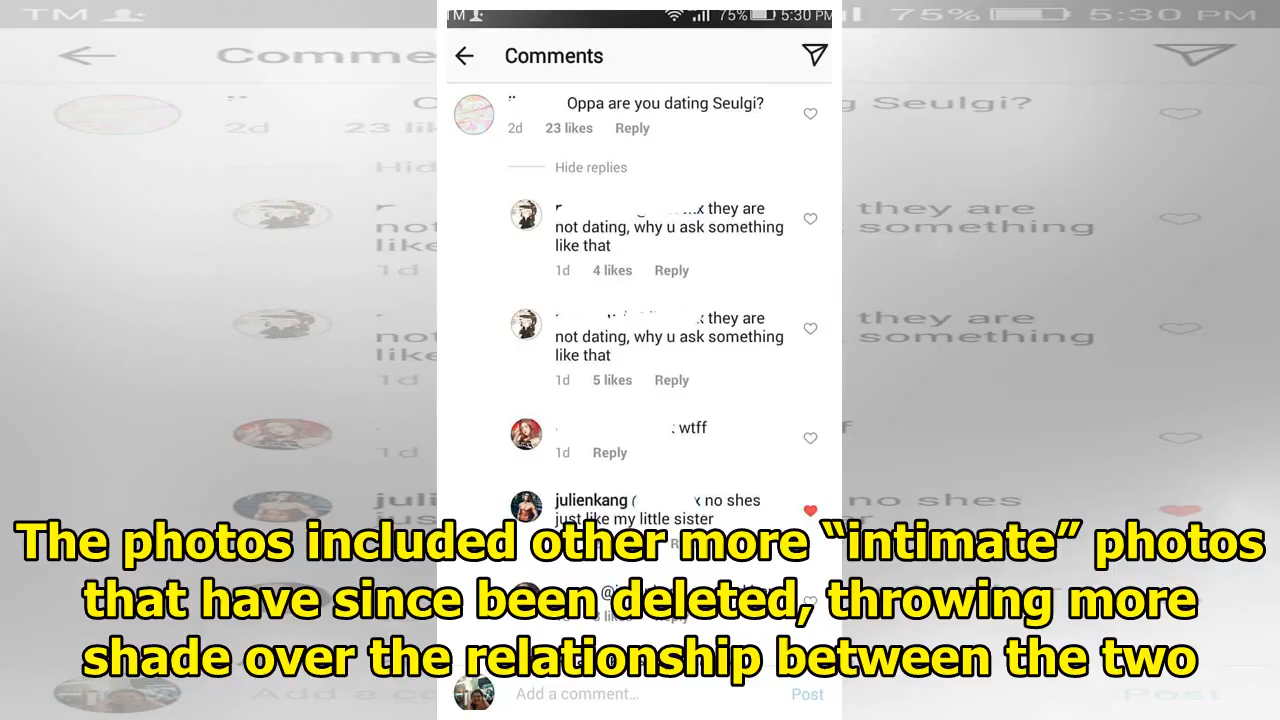 TM 75% 5:30 PM
Comments
Oppa are you dating Seulgi?
2d 23 likes Reply
Hide replies
they are
not dating, why u ask something
like that
1d 4 likes Reply
they are
not dating, why u ask something
like that
1d 5 likes Reply
wtff
1d Reply
julienkang no shes
just like my little sister
The photos included other more “intimate” photos
that have since been deleted, throwing more
shade over the relationship between the two
Add a comment... Post